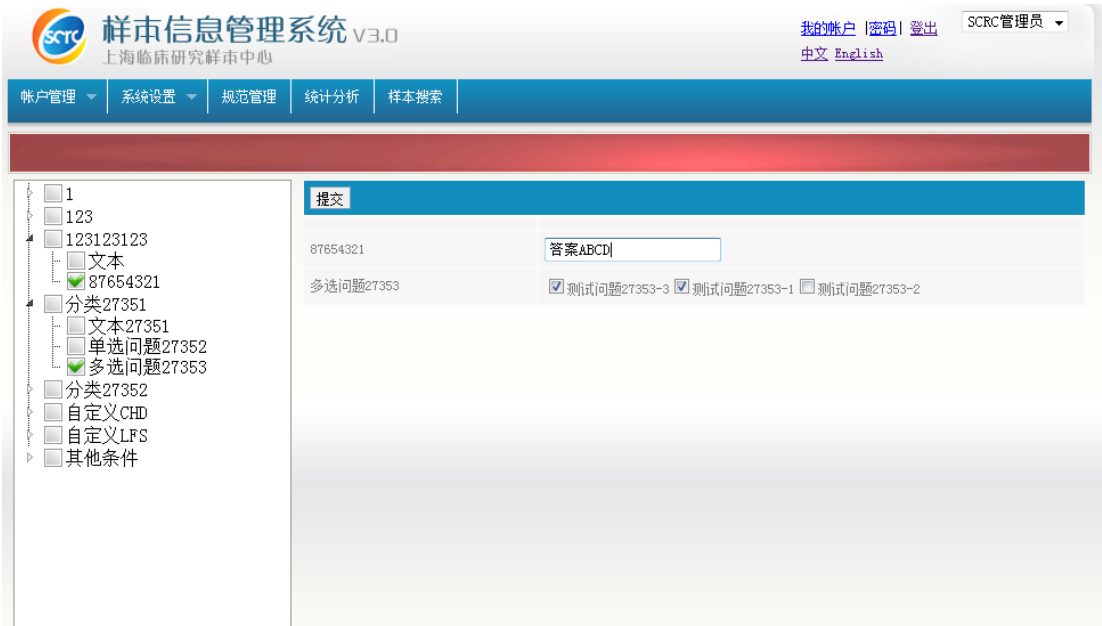 scrc 样本信息管理系统 V3.0
上海临床研究样本中心
我的帐户 |密码| 登出
中文 English
SCRC管理员
帐户管理 系统设置 规范管理 统计分析 样本搜索
1
123
123123123
文本
87654321
分类27351
文本27351
单选问题27352
多选问题27353
分类27352
自定义CHD
自定义LFS
其他条件
提交
87654321 答案ABCD
多选问题27353 测试问题27353-3 测试问题27353-1 测试问题27353-2